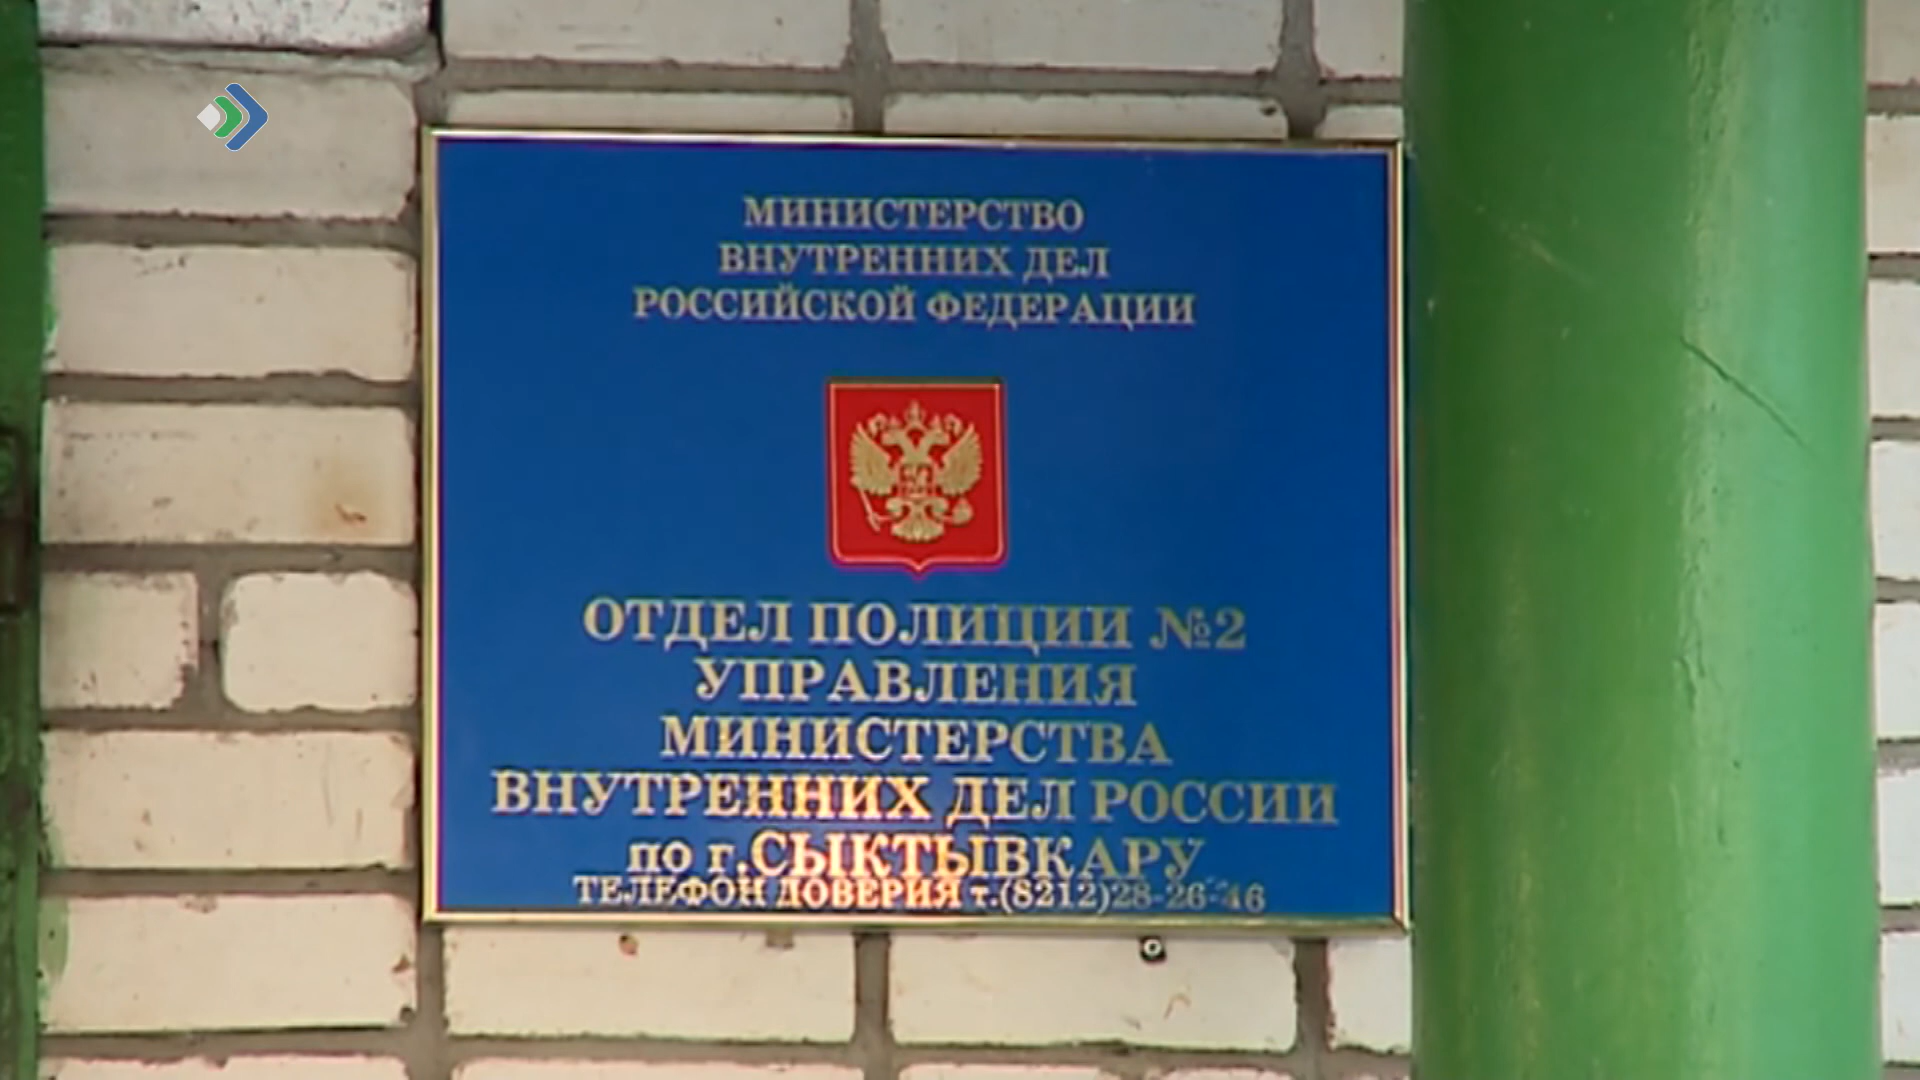 МИНИСТЕРСТВО
ВНУТРЕННИХ ДЕЛ
РОССИЙСКОЙ ФЕДЕРАЦИИ
ОТДЕЛ ПОЛИЦИИ №2
УПРАВЛЕНИЯ
МИНИСТЕРСТВА
ВНУТРЕННИХ ДЕЛ РОССИИ
по г.СЫКТЫВКАРУ
ТЕЛЕФОН ДОВЕРИЯ т.(8212)28-26-46